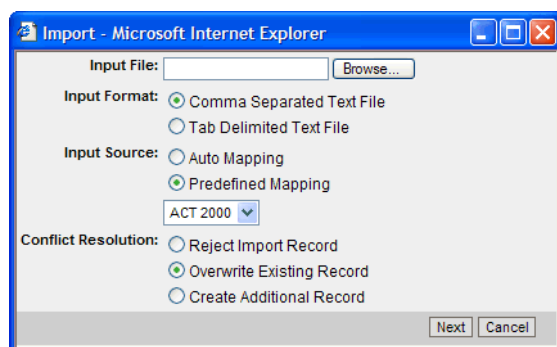 Import - Microsoft Internet Explorer
Input File: Browse...
Input Format: Comma Separated Text File
Tab Delimited Text File
Input Source: Auto Mapping
Predefined Mapping
ACT 2000
Conflict Resolution: Reject Import Record
Overwrite Existing Record
Create Additional Record
Next Cancel